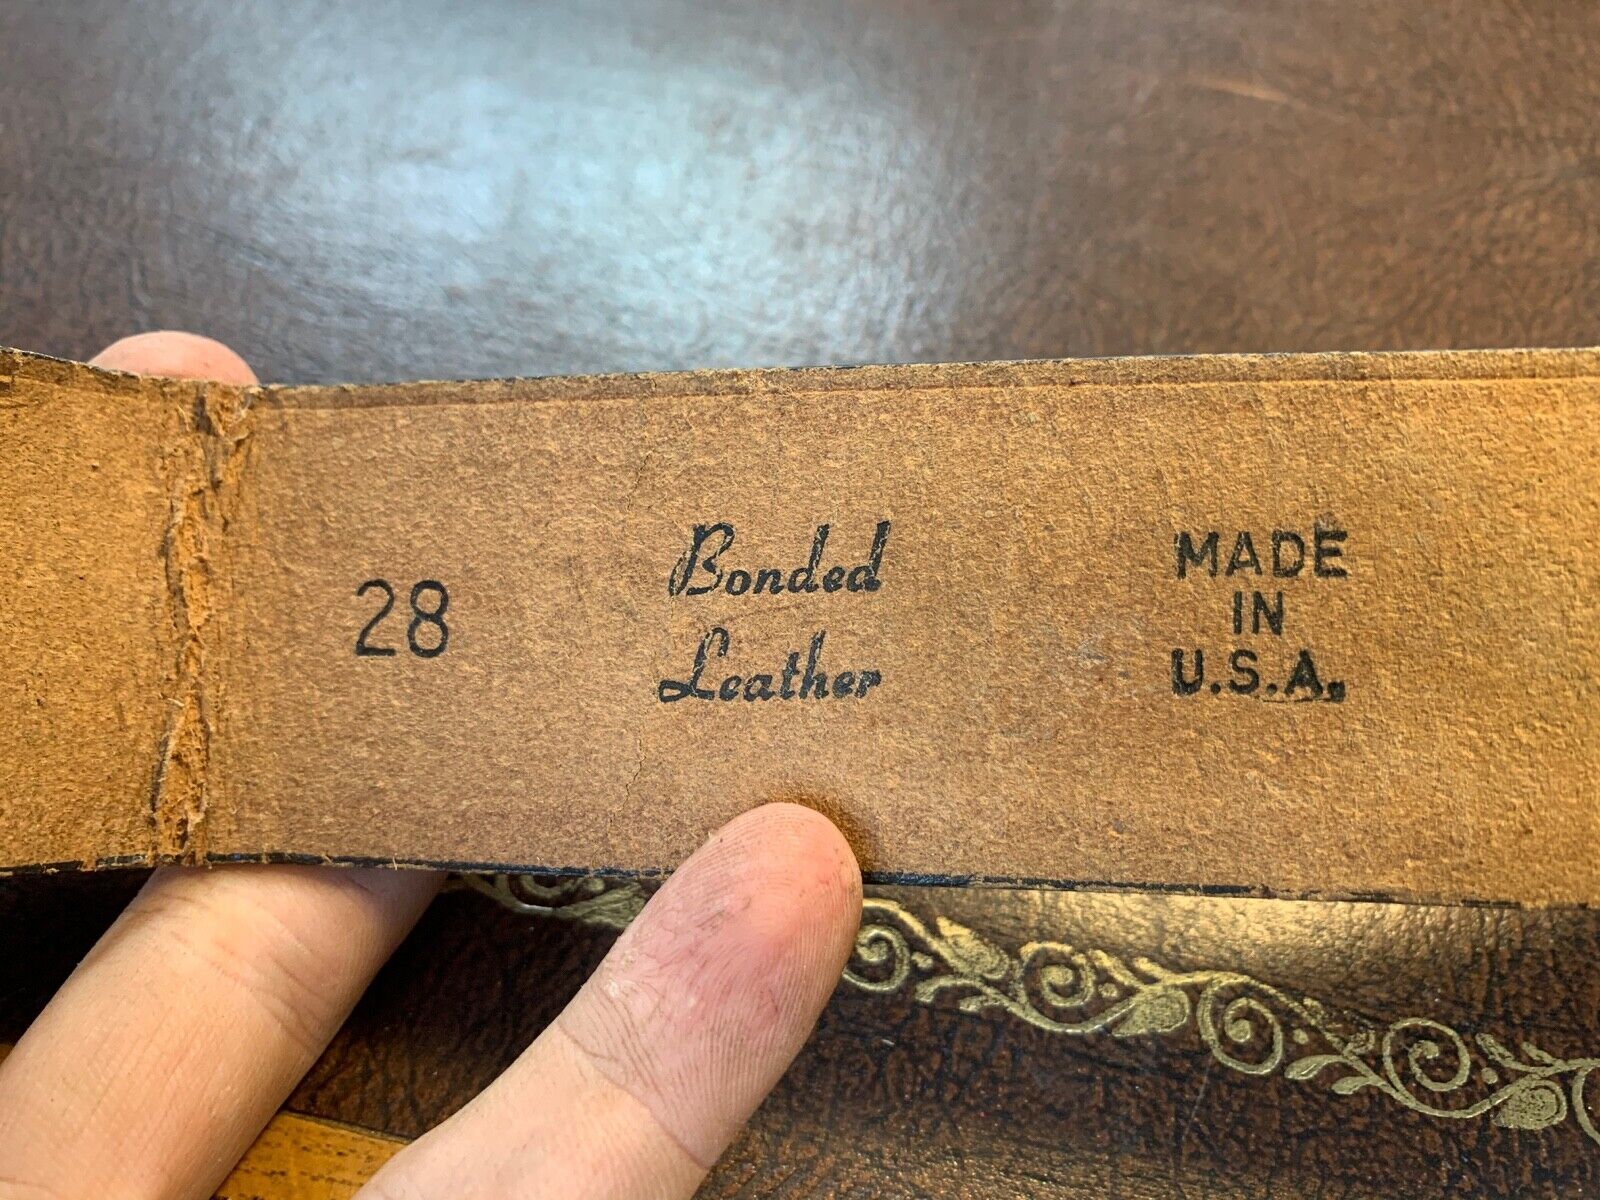 28
Bonded
Leather
MADE
IN
U.S.A.